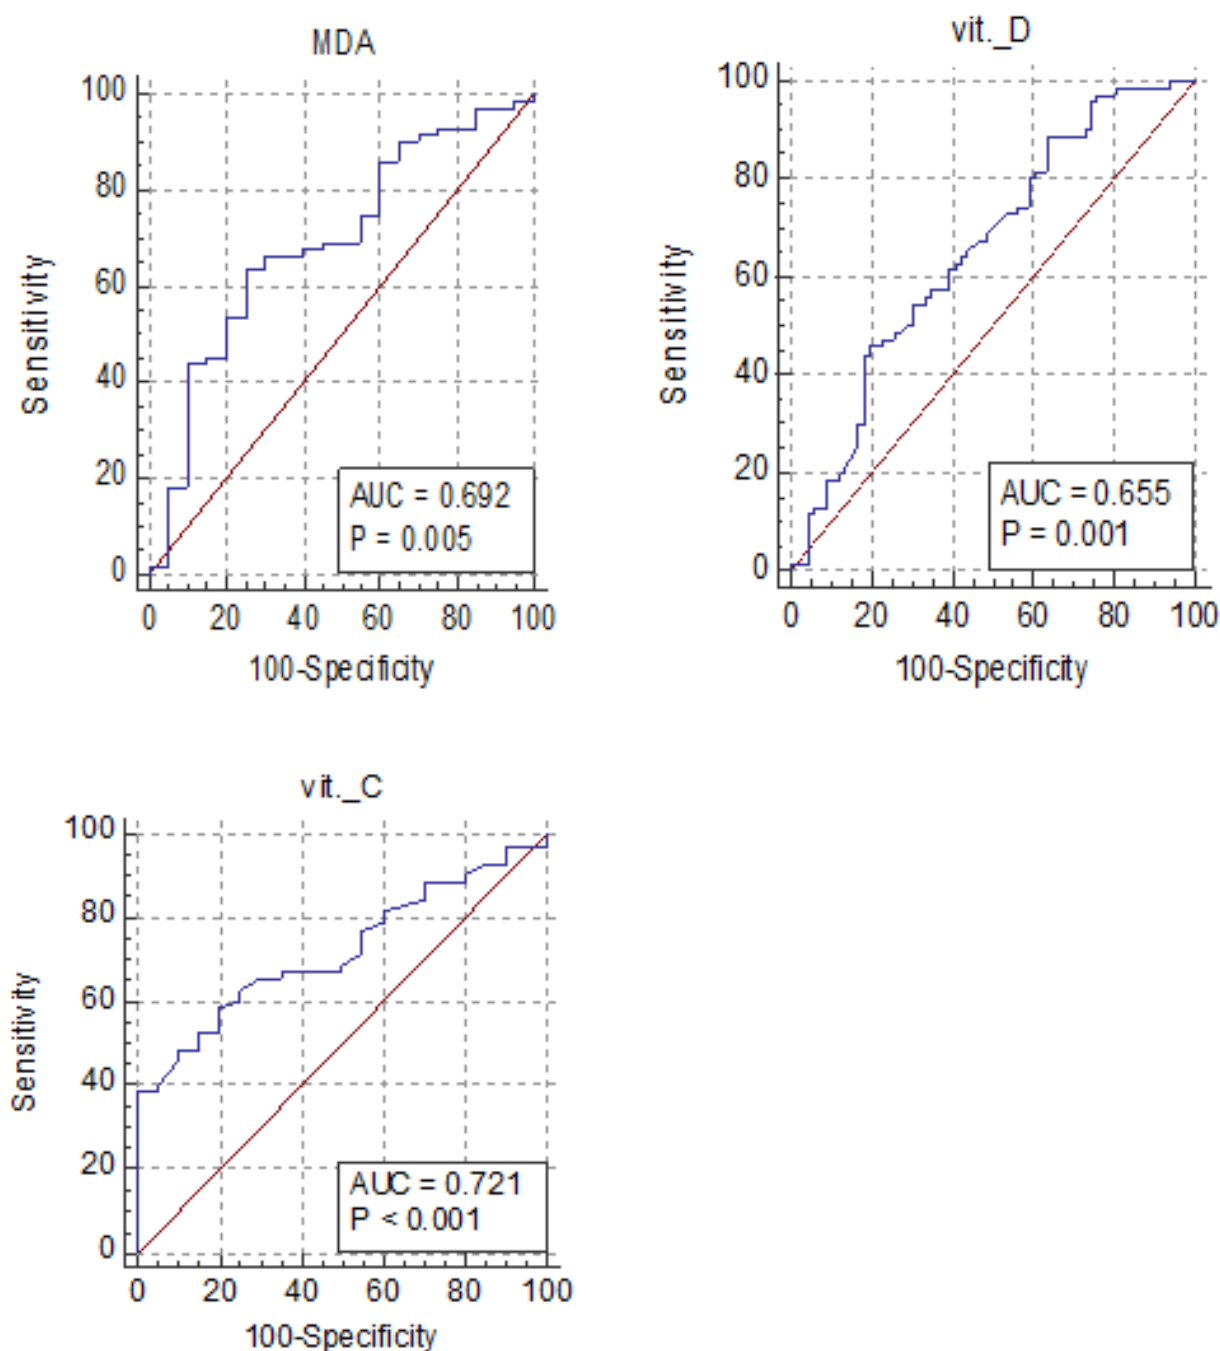 MDA
100
80
60
40
20
0
Sensitivity
AUC = 0.692
P = 0.005
0 20 40 60 80 100
100-Specificity
vit._D
100
80
60
40
20
0
Sensitivity
AUC = 0.655
P = 0.001
0 20 40 60 80 100
100-Specificity
vit._C
100
80
60
40
20
0
Sensitivity
AUC = 0.721
P < 0.001
0 20 40 60 80 100
100-Specificity